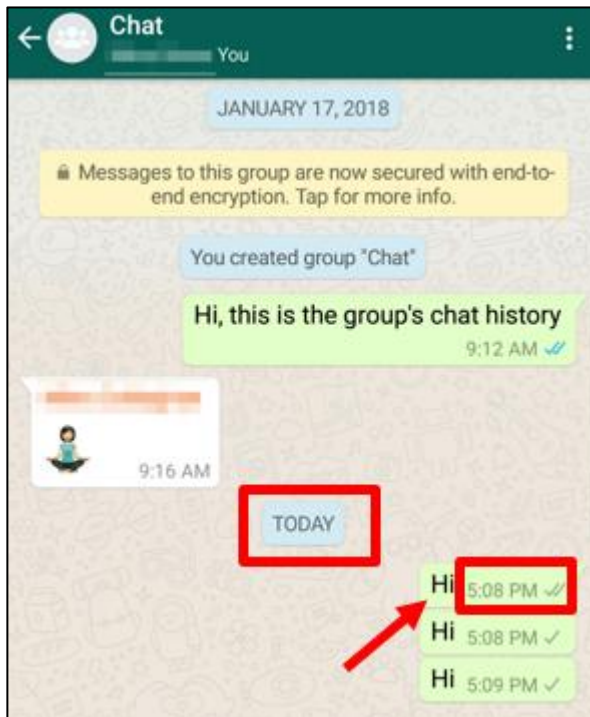 Chat
You
JANUARY 17, 2018
Messages to this group are now secured with end-to-
end encryption. Tap for more info.
You created group "Chat"
Hi, this is the group's chat history
9:12 AM
9:16 AM
TODAY
Hi 5:08 PM
Hi 5:08 PM
Hi 5:09 PM